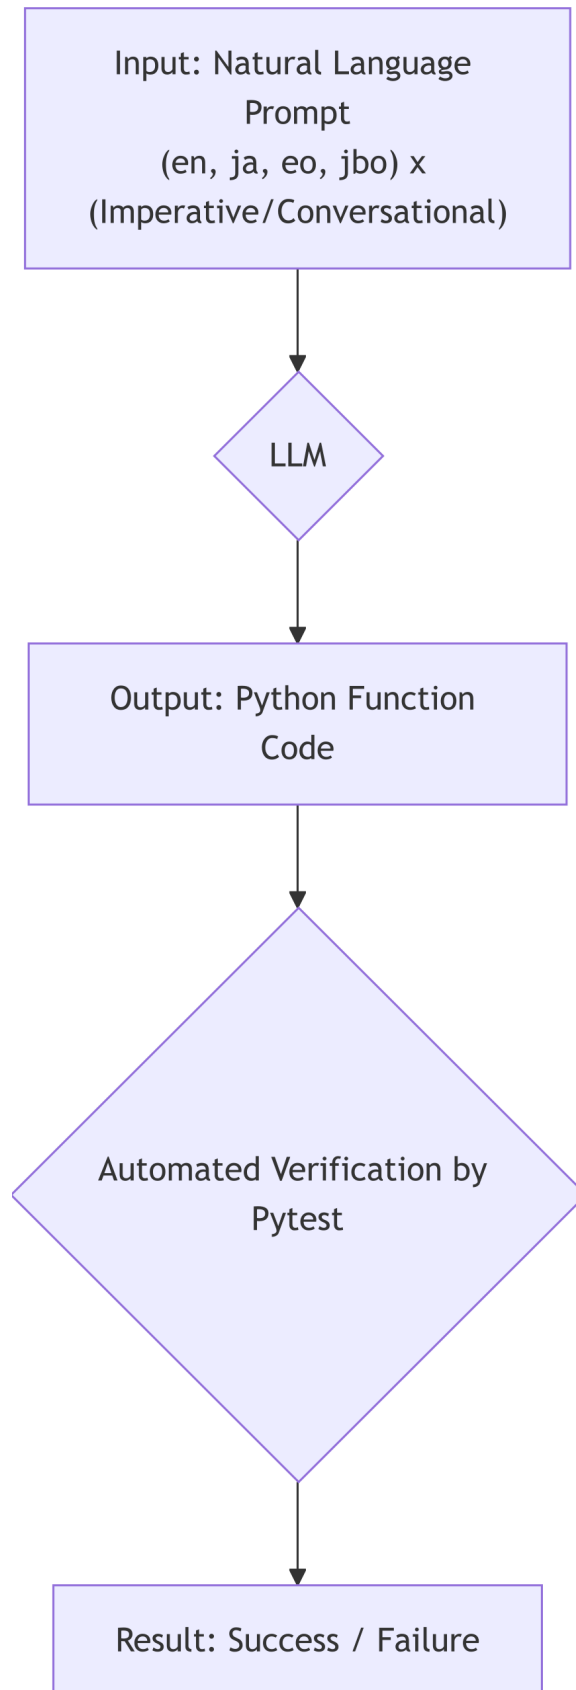 Input: Natural Language
Prompt
(en, ja, eo, jbo) x
(Imperative/Conversational)
LLM
Output: Python Function
Code
Automated Verification by
Pytest
Result: Success / Failure